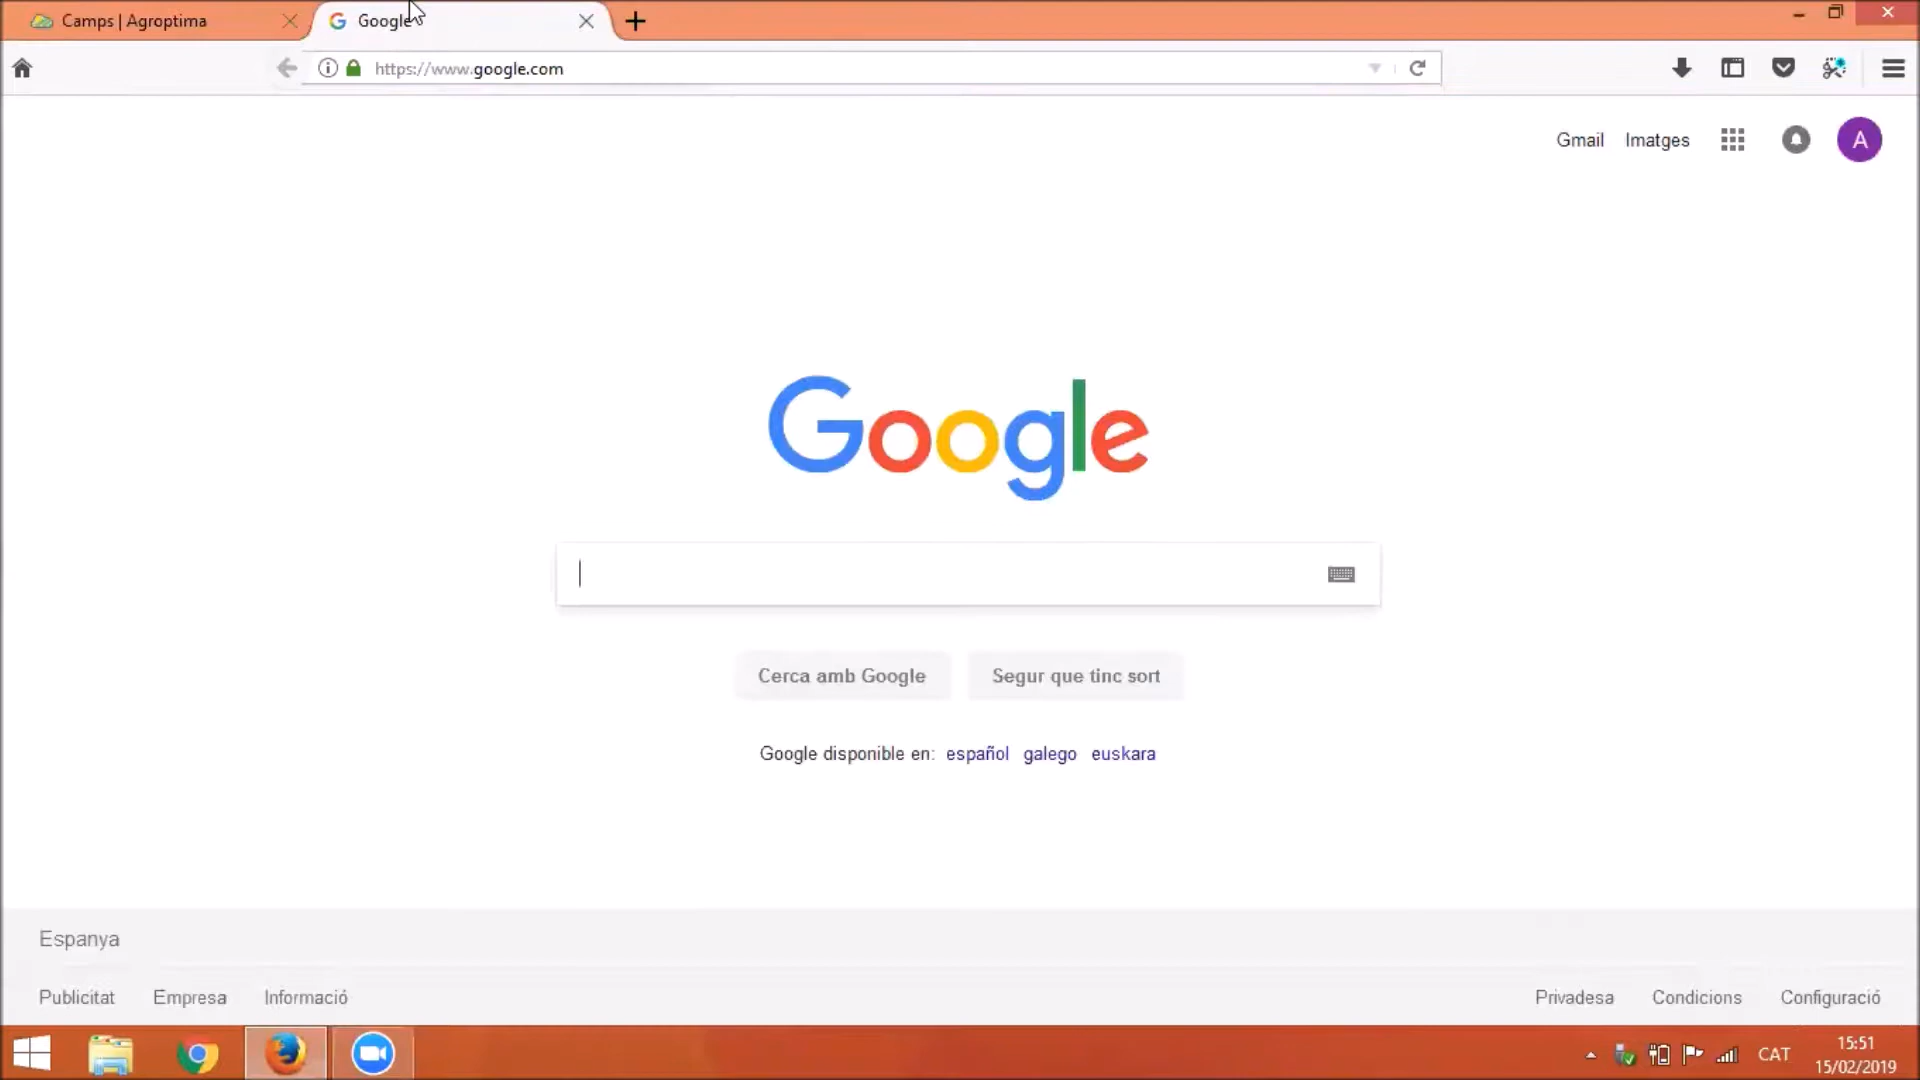 Camps | Agroptima
Google
https://www.google.com
Gmail Imatges A
Google
Cerca amb Google Segur que tinc sort
Google disponible en: español galego euskara
Espanya
Publicitat Empresa Informació Privadesa Condicions Configuració
CAT 15:51
15/02/2019